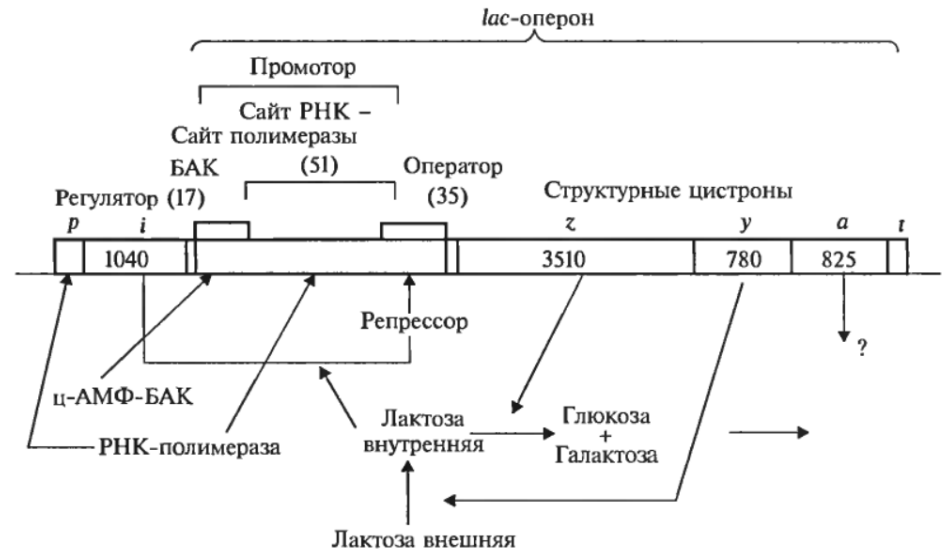 lac-оперон
Промотор
Сайт РНК –
Сайт полимеразы
БАК (51) Оператор
Регулятор (17) (35) Структурные цистроны
p i z y a t
1040 3510 780 825
Репрессор
?
ц-АМФ-БАК
Лактоза Глюкоза
РНК-полимераза внутренняя +
Галактоза
Лактоза внешняя